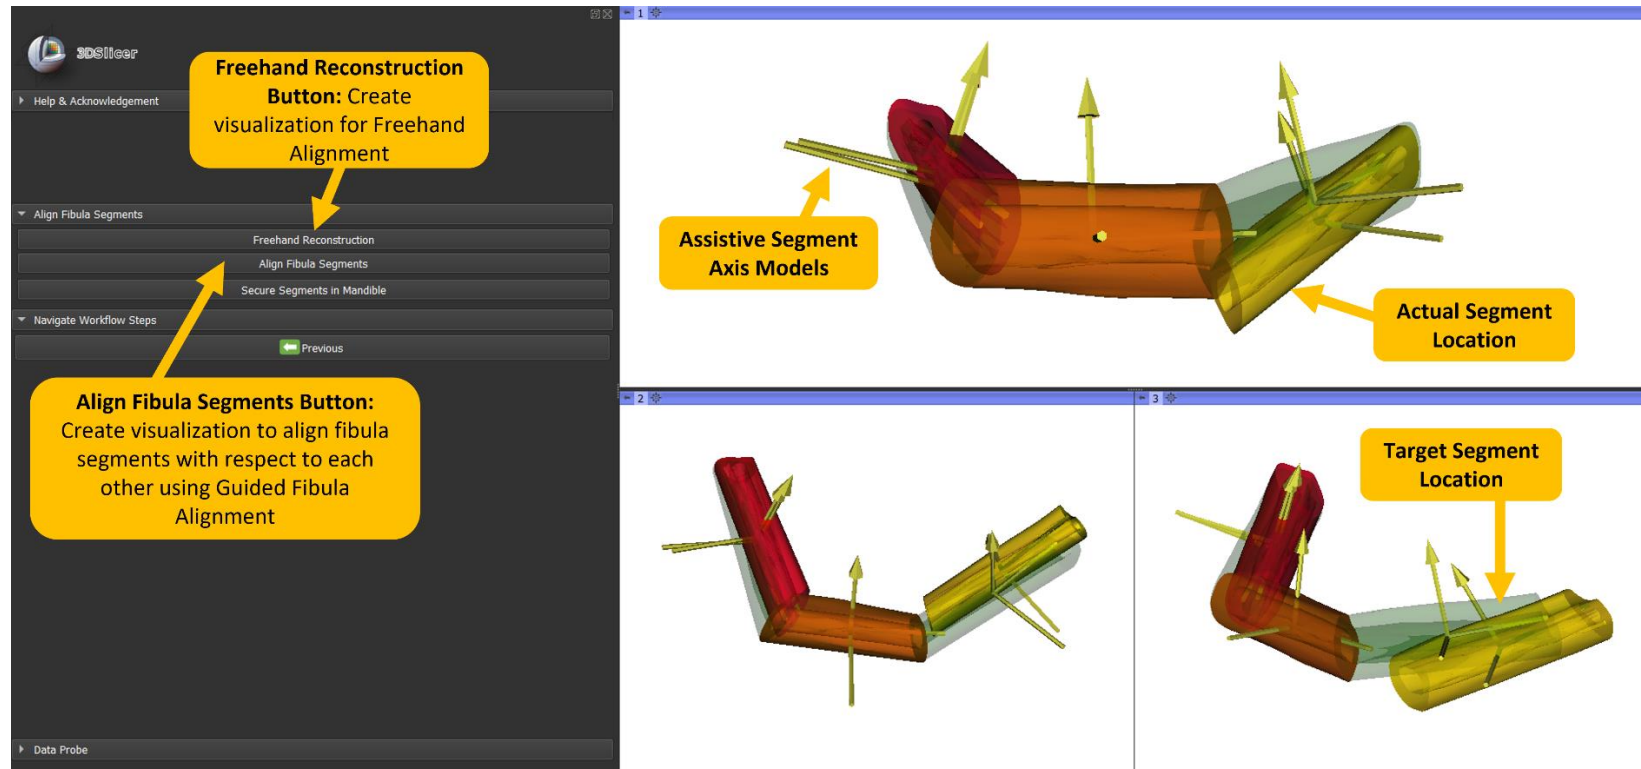 3DSlicer
Freehand Reconstruction
Button: Create
visualization for Freehand
Alignment
Help & Acknowledgement
Align Fibula Segments
Freehand Reconstruction
Align Fibula Segments
Secure Segments in Mandible
Navigate Workflow Steps
Previous
Align Fibula Segments Button:
Create visualization to align fibula
segments with respect to each
other using Guided Fibula
Alignment
Data Probe
1
Assistive Segment
Axis Models
Actual Segment
Location
2
3
Target Segment
Location